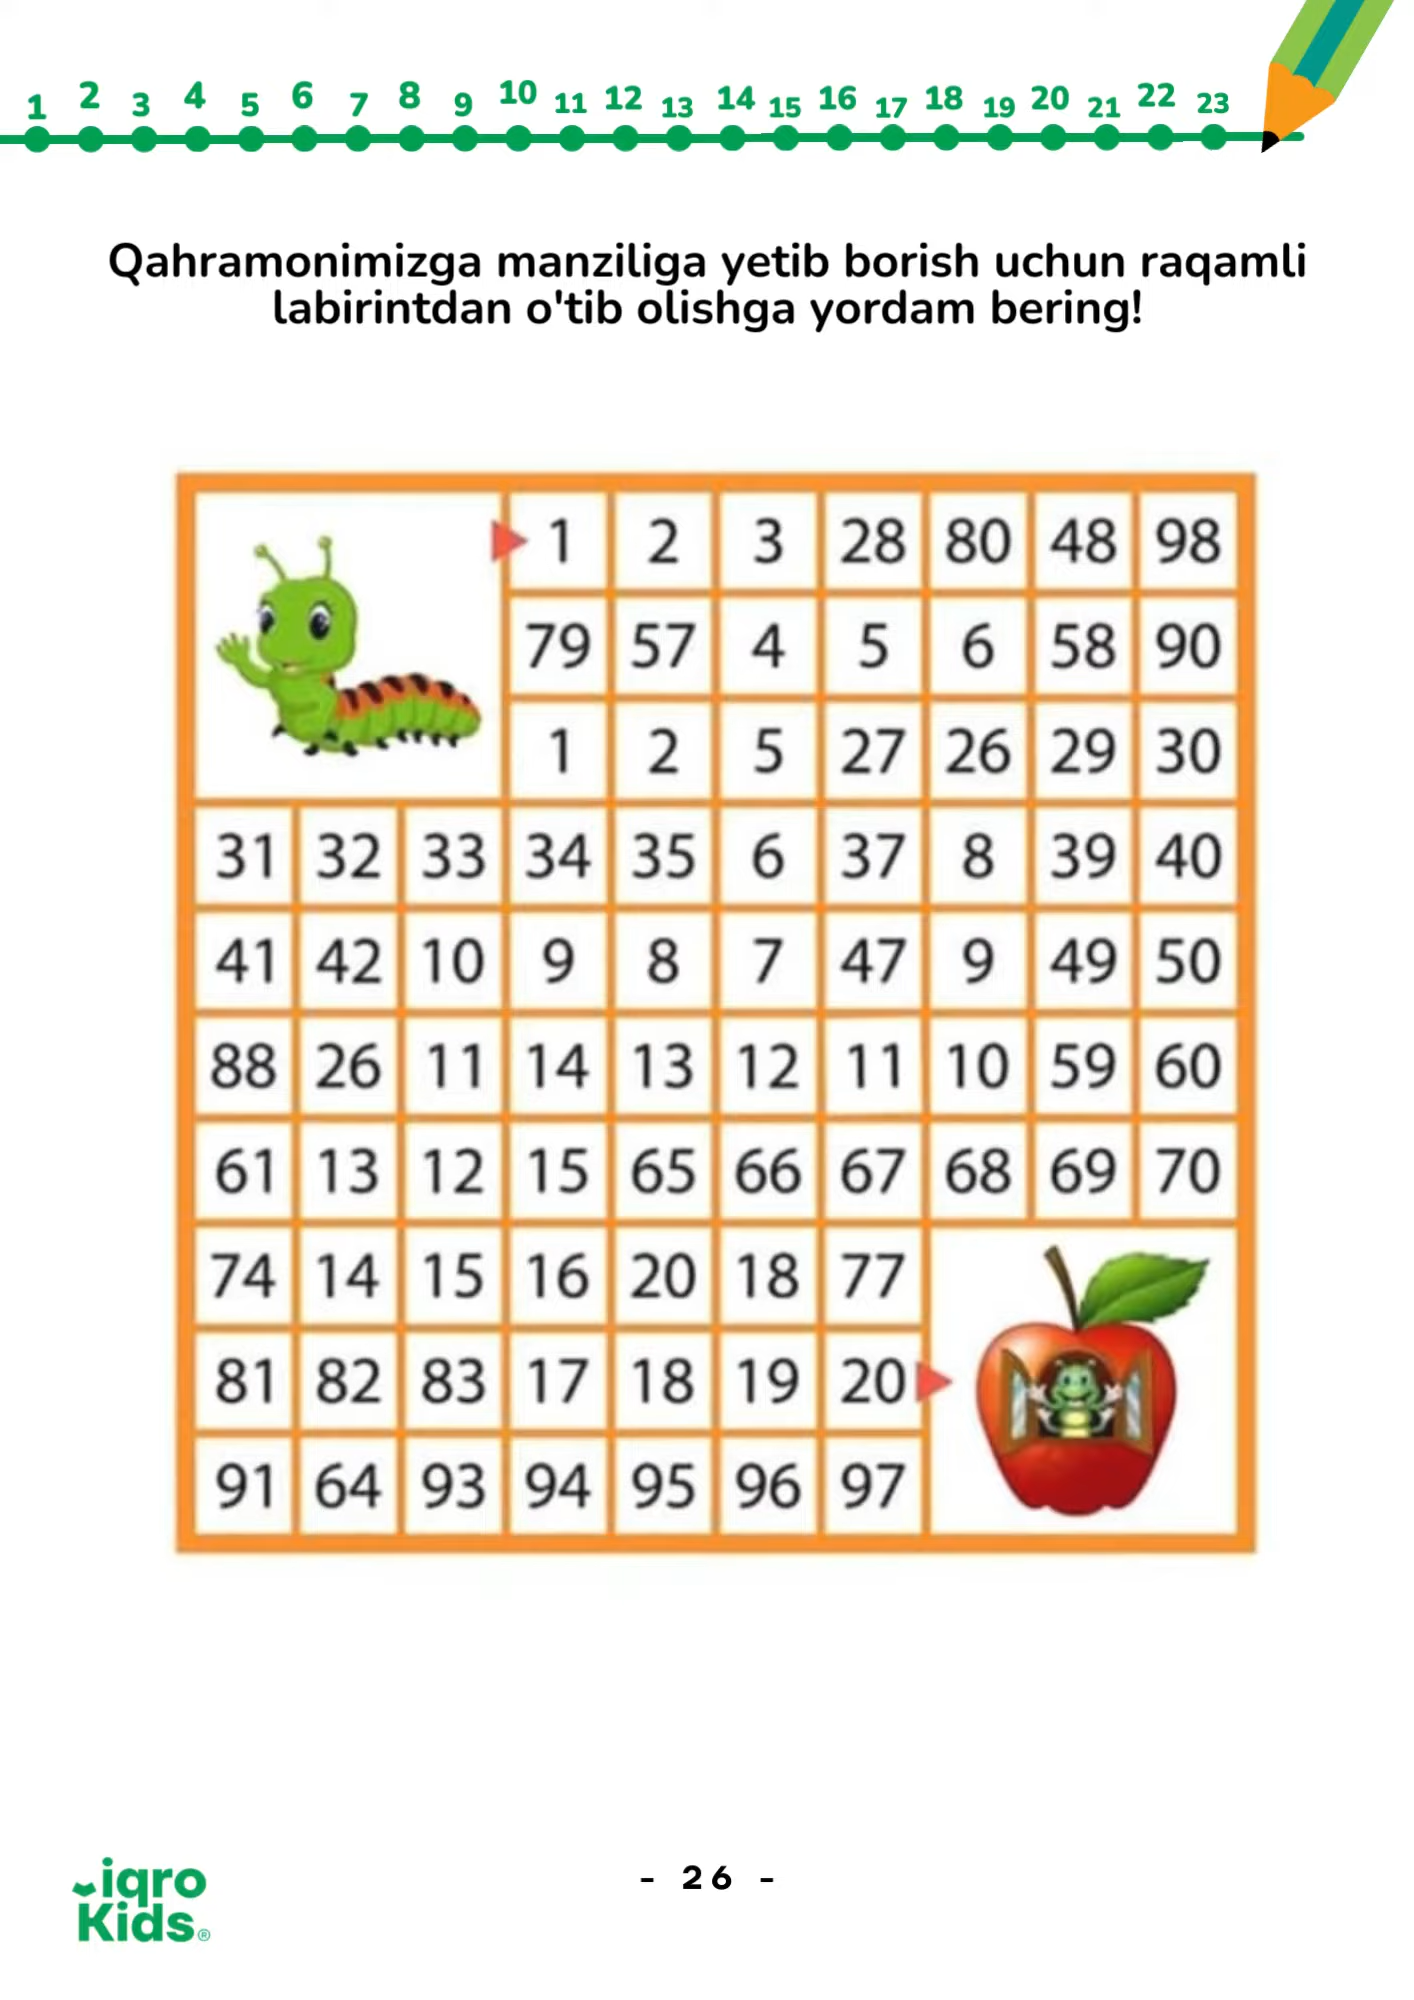 1 2 3 4 5 6 7 8 9 10 11 12 13 14 15 16 17 18 19 20 21 22 23
Qahramonimizga manziliga yetib borish uchun raqamli
labirintdan o'tib olishga yordam bering!
1 2 3 28 80 48 98
79 57 4 5 6 58 90
1 2 5 27 26 29 30
31 32 33 34 35 6 37 8 39 40
41 42 10 9 8 7 47 9 49 50
88 26 11 14 13 12 11 10 59 60
61 13 12 15 65 66 67 68 69 70
74 14 15 16 20 18 77
81 82 83 17 18 19 20
91 64 93 94 95 96 97
iqro
Kids®
- 26 -